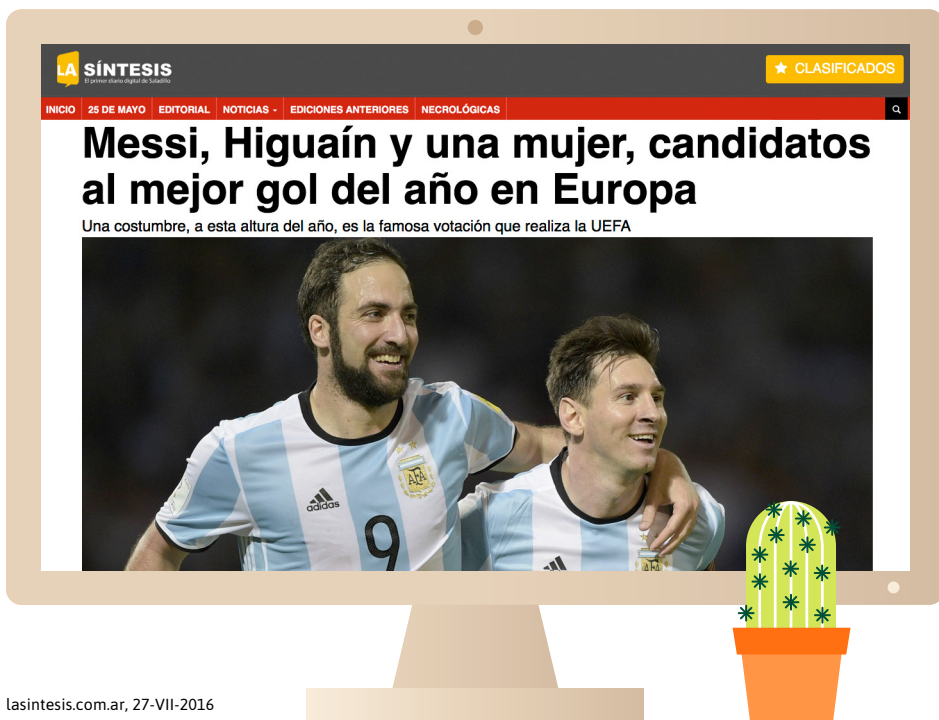 LA SÍNTESIS
El primer diario digital de Saladillo
★ CLASIFICADOS
INICIO 25 DE MAYO EDITORIAL NOTICIAS EDICIONES ANTERIORES NECROLÓGICAS
Messi, Higuaín y una mujer, candidatos
al mejor gol del año en Europa
Una costumbre, a esta altura del año, es la famosa votación que realiza la UEFA
AFA
adidas
9
lasintesis.com.ar, 27-VII-2016